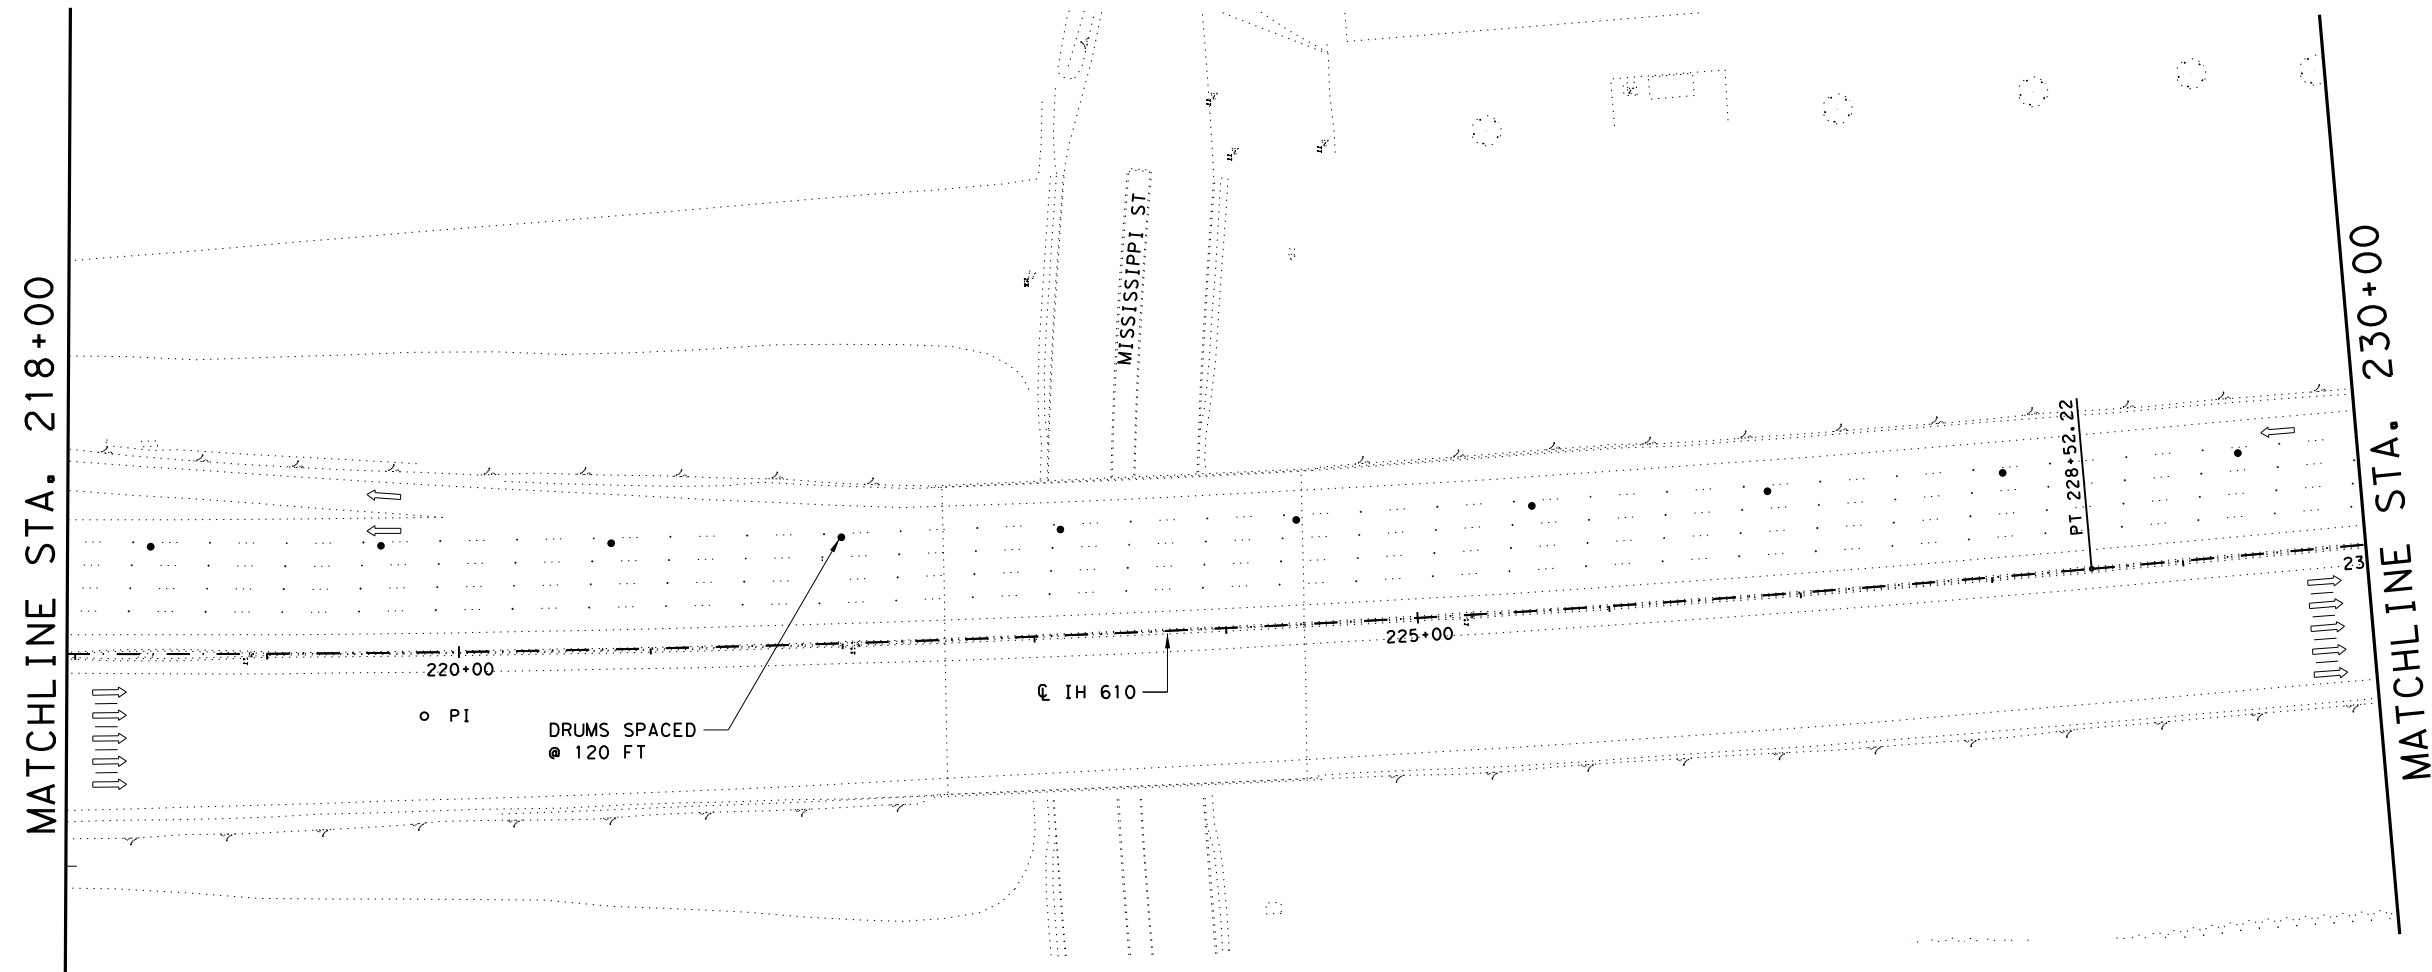 MATCHLINE STA. 218+00
MISSISSIPPI ST
PT 228+52.22
MATCHLINE STA. 230+00
23
225+00
220+00
℄ IH 610
PI
DRUMS SPACED
@ 120 FT